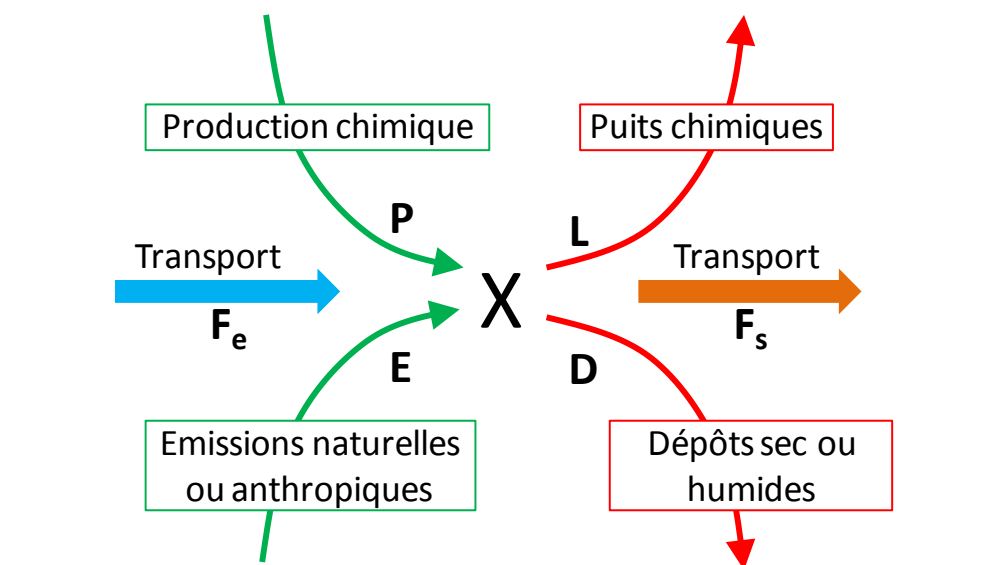 Production chimique
Puits chimiques
P
L
Transport
Transport
X
Fe
Fs
E
D
Emissions naturelles
ou anthropiques
Dépôts sec ou
humides